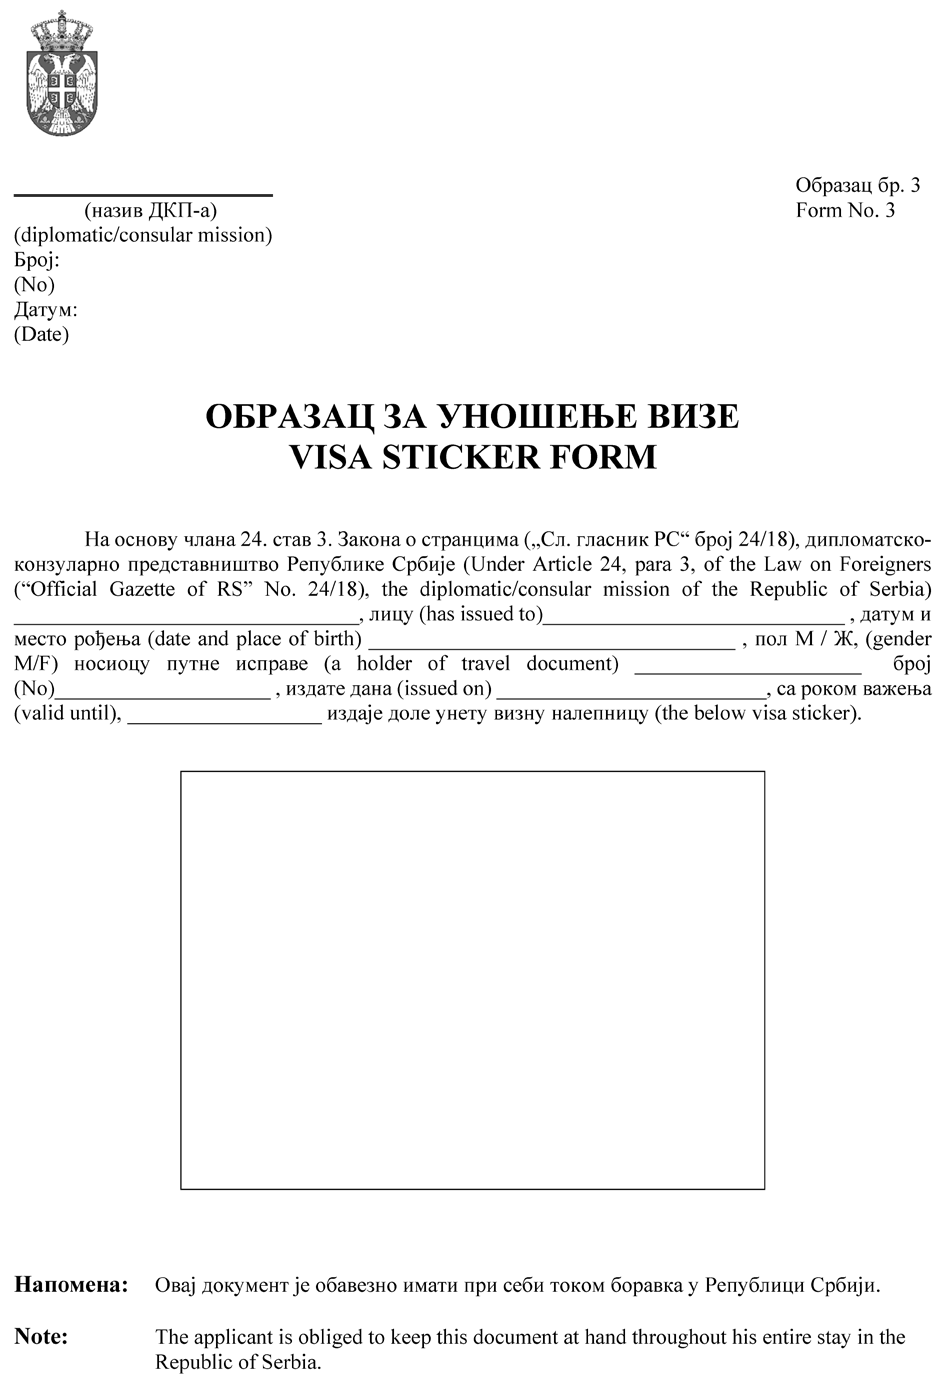 (назив ДКП-а)
(diplomatic/consular mission)
Број:
(No)
Датум:
(Date)
Образац бр. 3
Form No. 3
ОБРАЗАЦ ЗА УНОШЕЊЕ ВИЗЕ
VISA STICKER FORM
На основу члана 24. став 3. Закона о странцима („Сл. гласник РС“ број 24/18), дипломатско-
конзуларно представништво Републике Србије (Under Article 24, para 3, of the Law on Foreigners
(“Official Gazette of RS” No. 24/18), the diplomatic/consular mission of the Republic of Serbia)
________________________________, лицу (has issued to)____________________________ , датум и
место рођења (date and place of birth) __________________________________ , пол М / Ж, (gender
M/F) носиоцу путне исправе (a holder of travel document) _____________________ број
(No)____________________ , издате дана (issued on) _________________________, са роком важења
(valid until), __________________ издаје доле унету визну налепницу (the below visa sticker).
Напомена: Овај документ је обавезно имати при себи током боравка у Републици Србији.
Note: The applicant is obliged to keep this document at hand throughout his entire stay in the
Republic of Serbia.